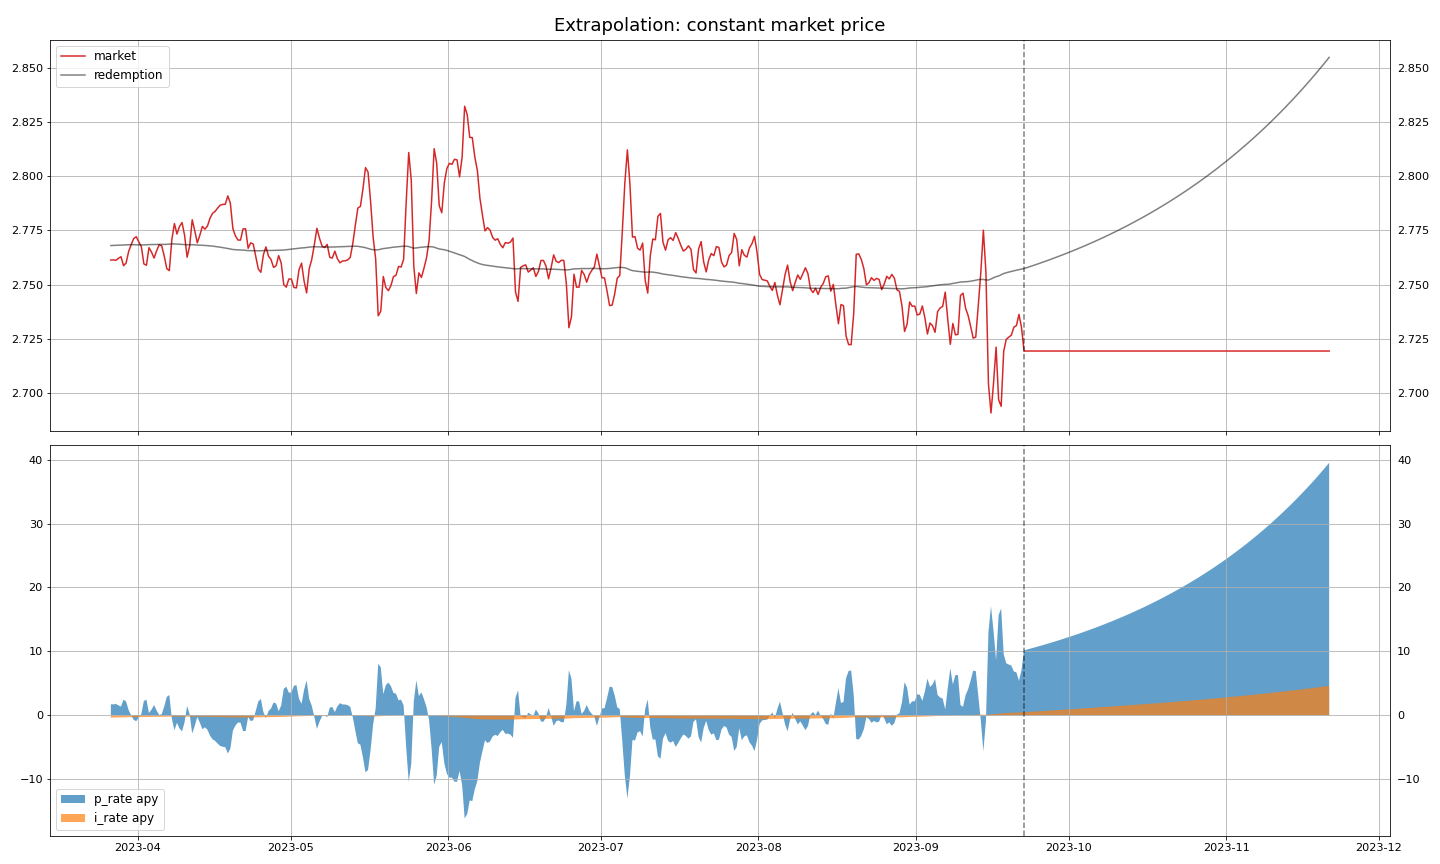 Extrapolation: constant market price
market
redemption
2.850 2.850
2.825 2.825
2.800 2.800
2.775 2.775
2.750 2.750
2.725 2.725
2.700 2.700
40 40
30 30
20 20
10 10
0 0
−10 −10
p_rate apy
i_rate apy
2023-04 2023-05 2023-06 2023-07 2023-08 2023-09 2023-10 2023-11 2023-12